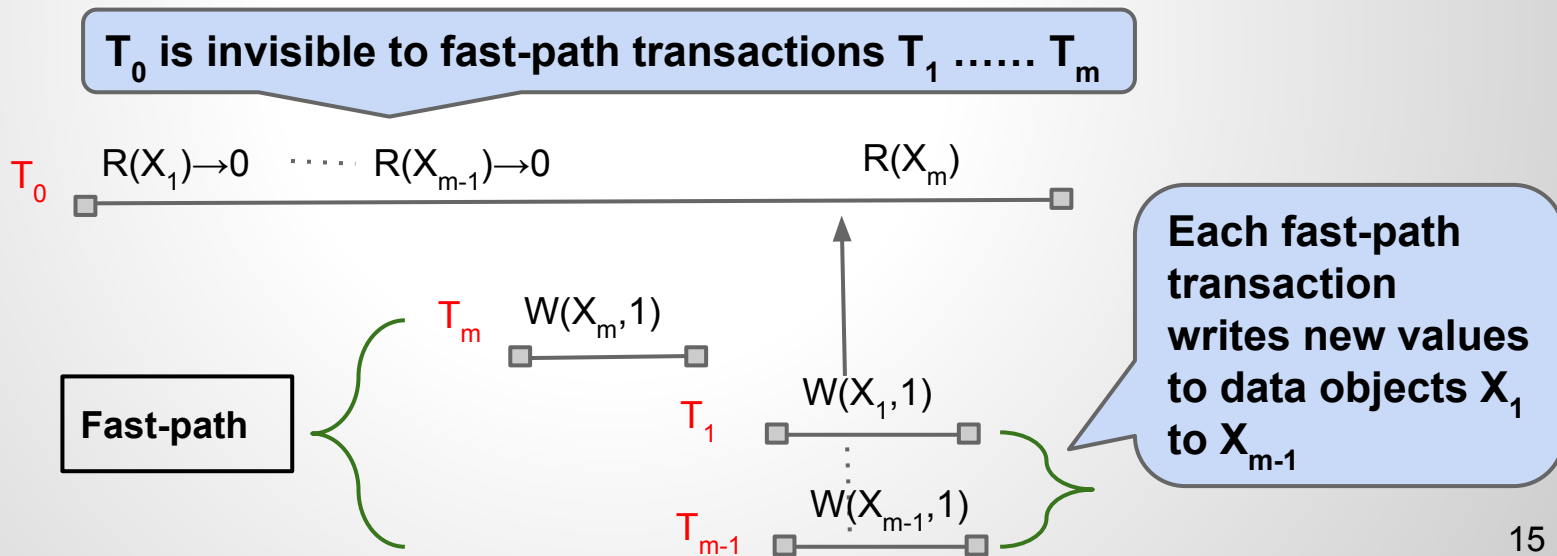 T₀ is invisible to fast-path transactions T₁ ...... Tₘ
R(X₁)→0 ······ R(Xₘ₋₁)→0 R(Xₘ)
T₀
Each fast-path
transaction
writes new values
to data objects X₁
to Xₘ₋₁
Tₘ W(Xₘ,1)
Fast-path
T₁ W(X₁,1)
Tₘ₋₁ W(Xₘ₋₁,1)
15